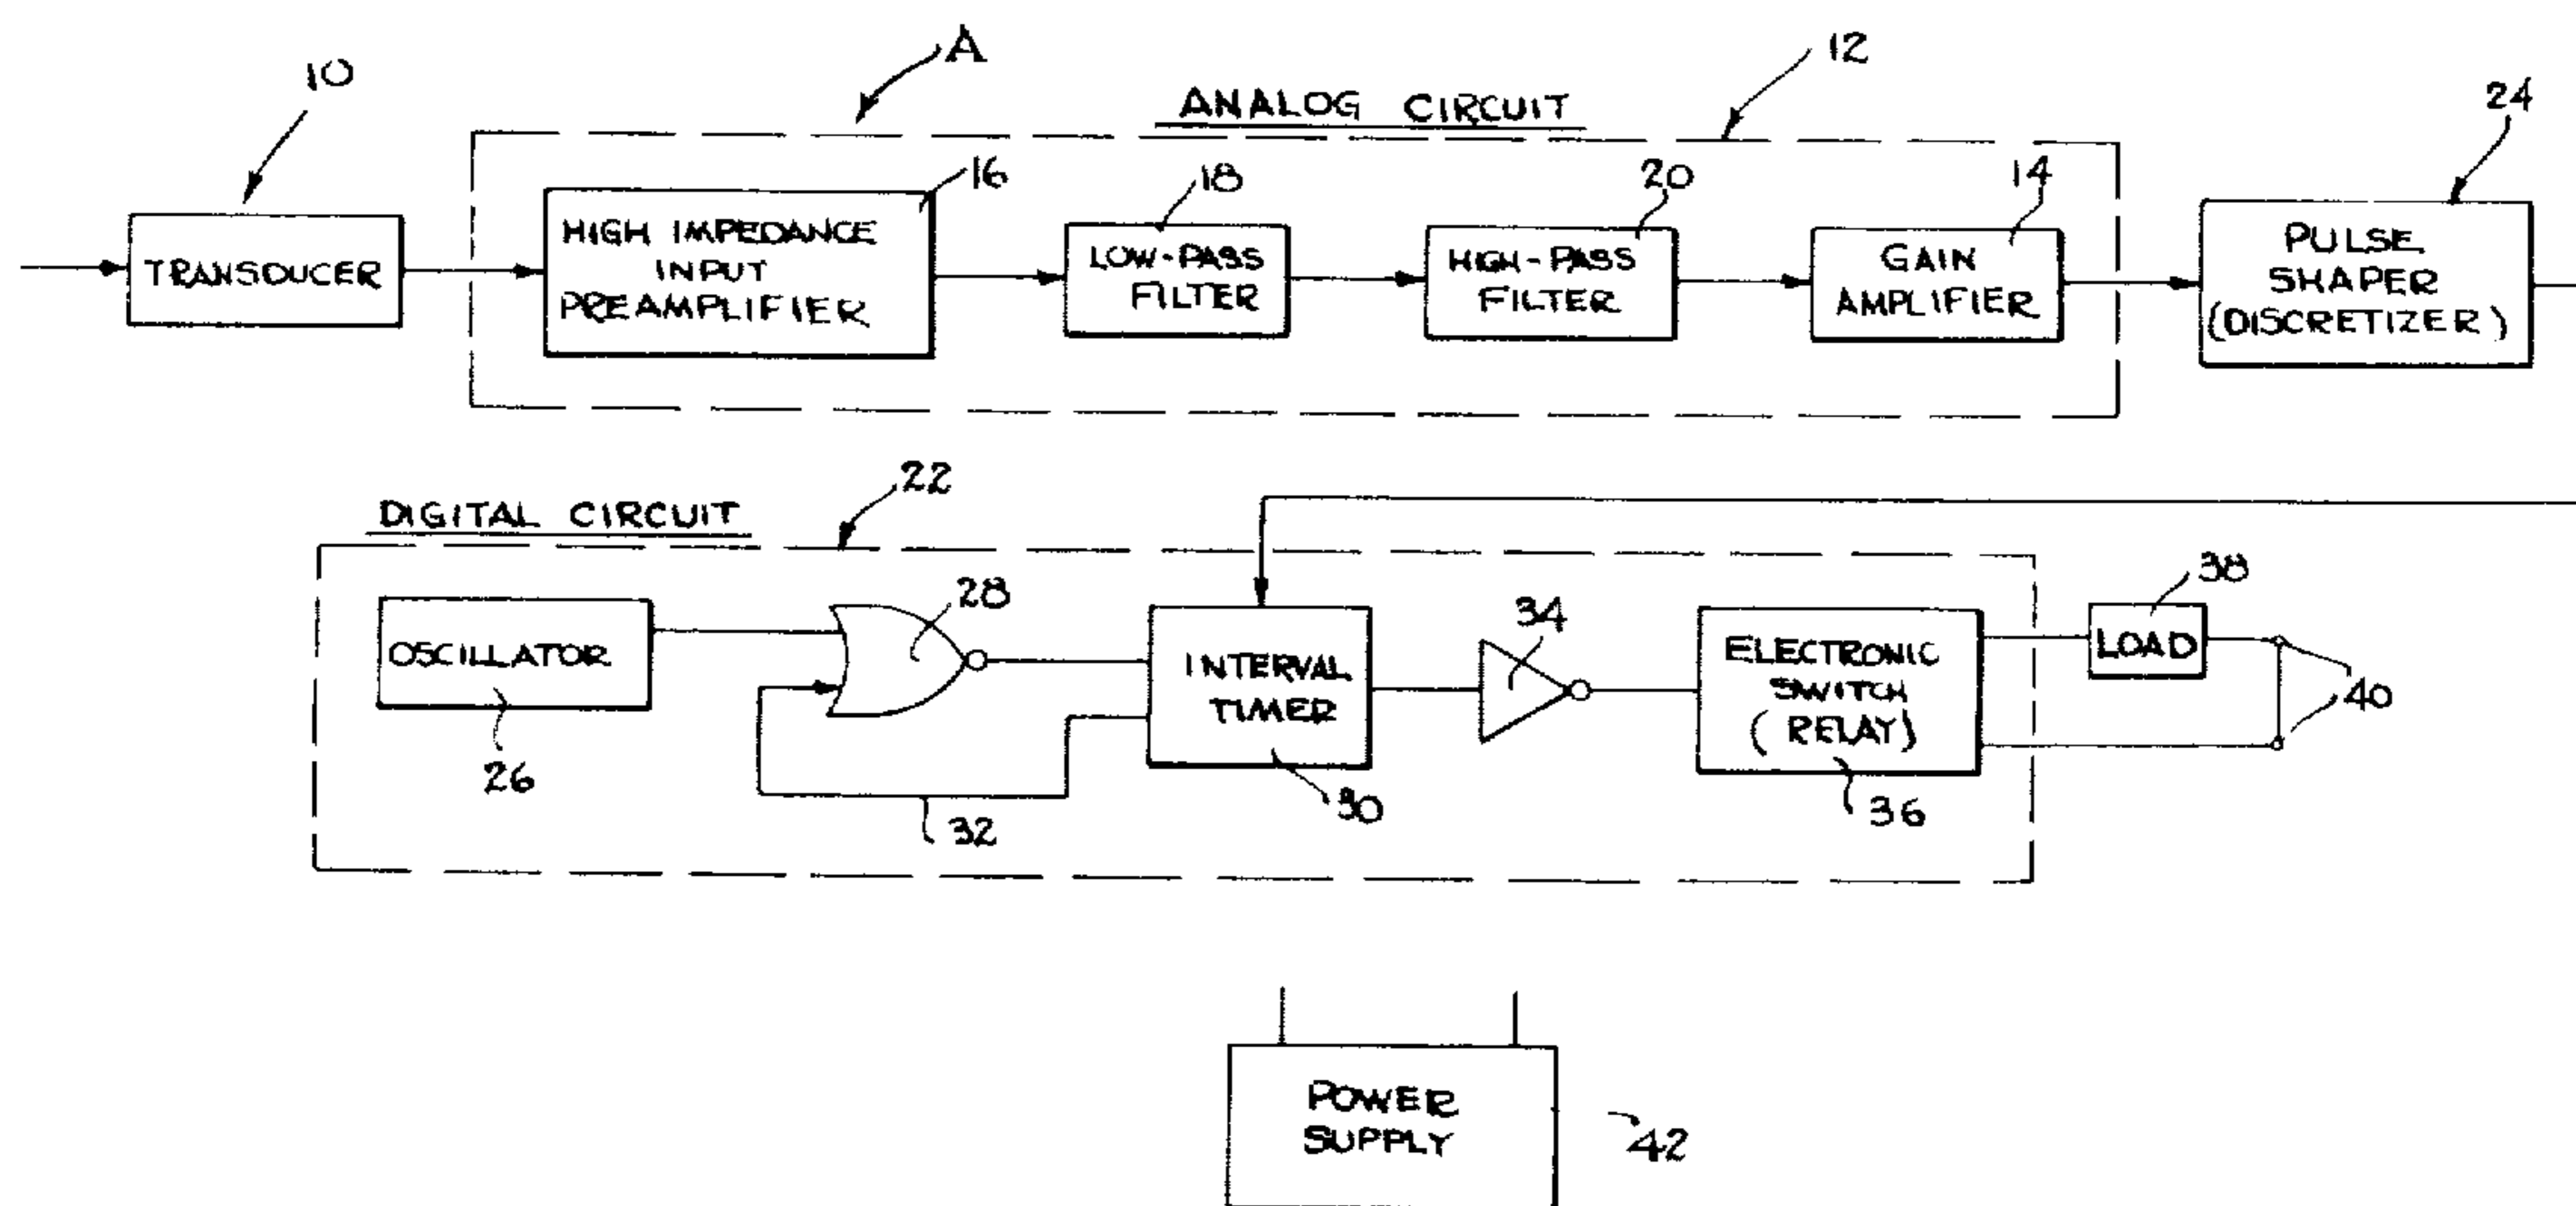 A
10
12
ANALOG CIRCUIT
24
16
18
20
14
TRANSDUCER
HIGH IMPEDANCE
INPUT
PREAMPLIFIER
LOW-PASS
FILTER
HIGH-PASS
FILTER
GAIN
AMPLIFIER
PULSE
SHAPER
(DISCRETIZER)
22
DIGITAL CIRCUIT
OSCILLATOR
26
28
32
INTERVAL
TIMER
30
34
ELECTRONIC
SWITCH
(RELAY)
36
38
LOAD
40
POWER
SUPPLY
42